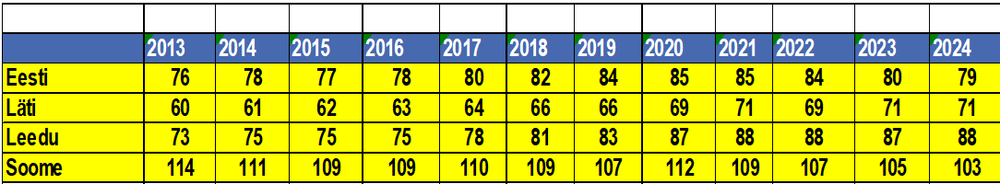 2013 2014 2015 2016 2017 2018 2019 2020 2021 2022 2023 2024
Eesti 76 78 77 78 80 82 84 85 85 84 80 79
Läti 60 61 62 63 64 66 66 69 71 69 71 71
Leedu 73 75 75 75 78 81 83 87 88 88 87 88
Soome 114 111 109 109 110 109 107 112 109 107 105 103